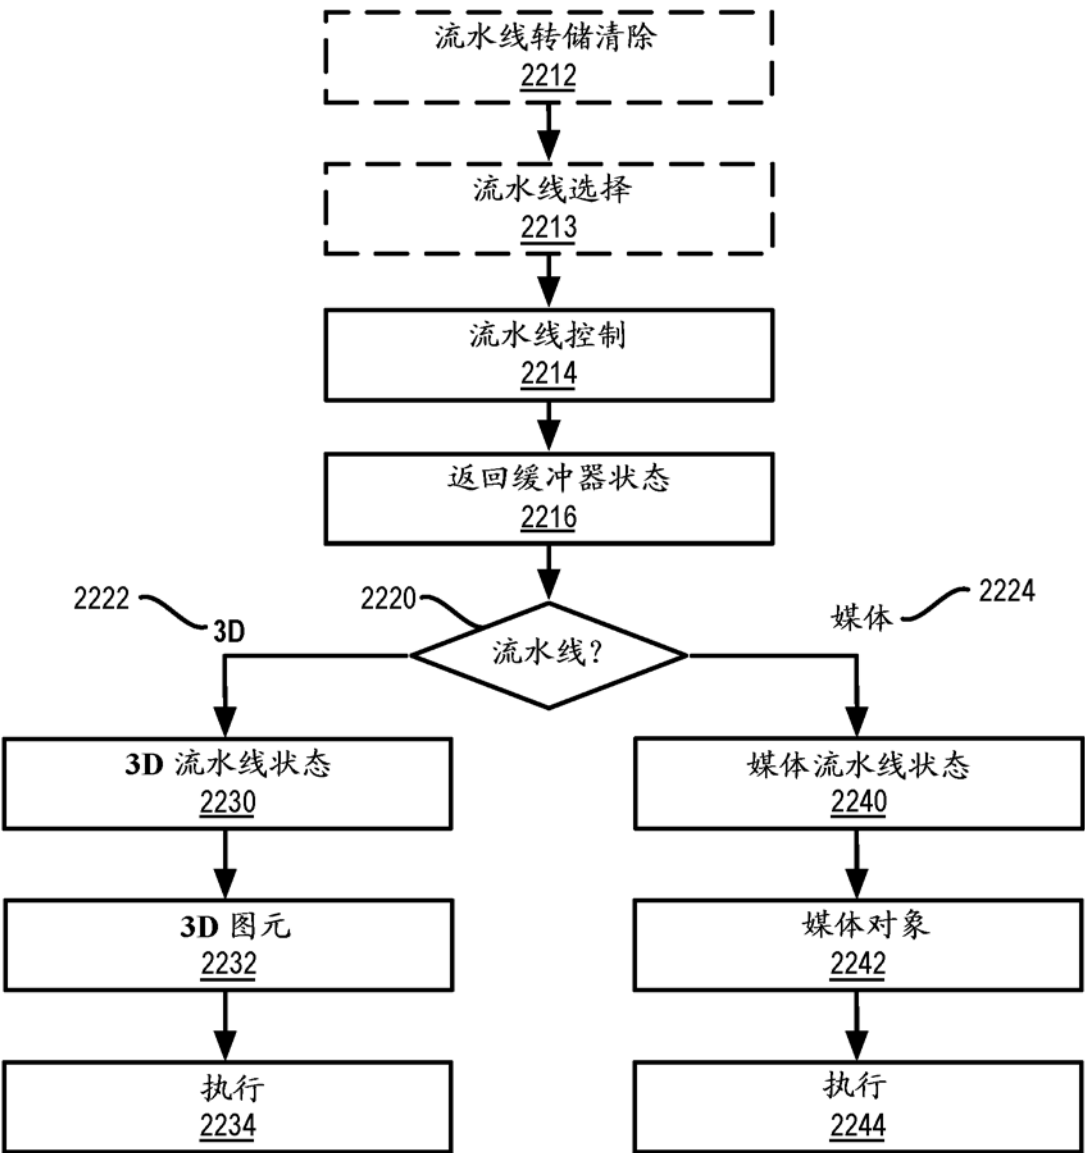 流水线转储清除
2212
流水线选择
2213
流水线控制
2214
返回缓冲器状态
2216
2222
3D
2220
流水线?
媒体
2224
3D 流水线状态
2230
媒体流水线状态
2240
3D 图元
2232
媒体对象
2242
执行
2234
执行
2244